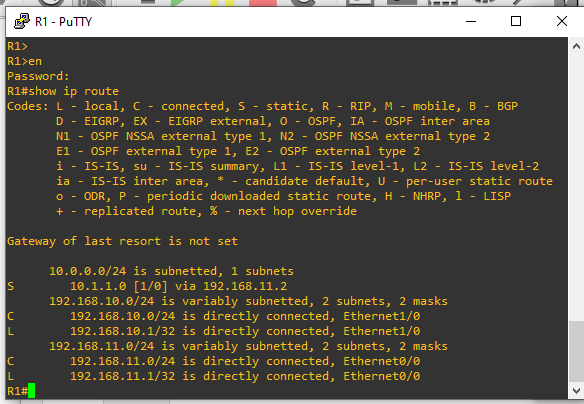 R1 - PuTTY
R1>
R1>en
Password:
R1#show ip route
Codes: L - local, C - connected, S - static, R - RIP, M - mobile, B - BGP
       D - EIGRP, EX - EIGRP external, O - OSPF, IA - OSPF inter area
       N1 - OSPF NSSA external type 1, N2 - OSPF NSSA external type 2
       E1 - OSPF external type 1, E2 - OSPF external type 2
       i - IS-IS, su - IS-IS summary, L1 - IS-IS level-1, L2 - IS-IS level-2
       ia - IS-IS inter area, * - candidate default, U - per-user static route
       o - ODR, P - periodic downloaded static route, H - NHRP, l - LISP
       + - replicated route, % - next hop override
Gateway of last resort is not set
      10.0.0.0/24 is subnetted, 1 subnets
S        10.1.1.0 [1/0] via 192.168.11.2
      192.168.10.0/24 is variably subnetted, 2 subnets, 2 masks
C        192.168.10.0/24 is directly connected, Ethernet1/0
L        192.168.10.1/32 is directly connected, Ethernet1/0
      192.168.11.0/24 is variably subnetted, 2 subnets, 2 masks
C        192.168.11.0/24 is directly connected, Ethernet0/0
L        192.168.11.1/32 is directly connected, Ethernet0/0
R1#